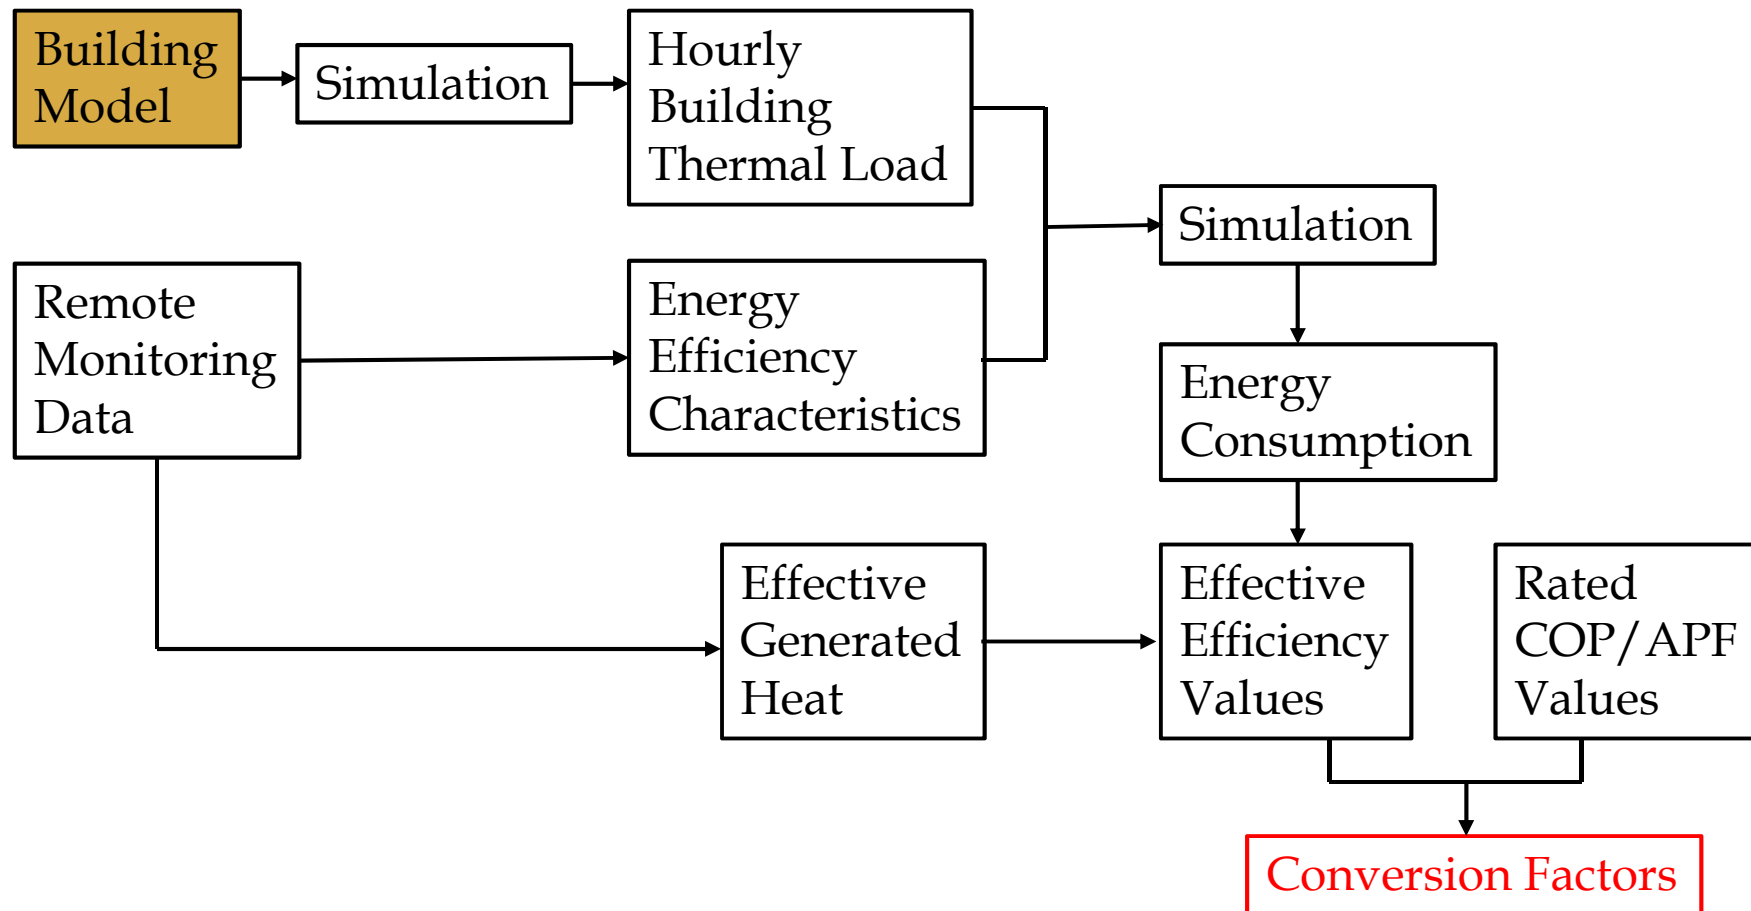 Building
Model
Simulation
Hourly
Building
Thermal Load
Simulation
Remote
Monitoring
Data
Energy
Efficiency
Characteristics
Energy
Consumption
Effective
Generated
Heat
Effective
Efficiency
Values
Rated
COP/APF
Values
Conversion Factors